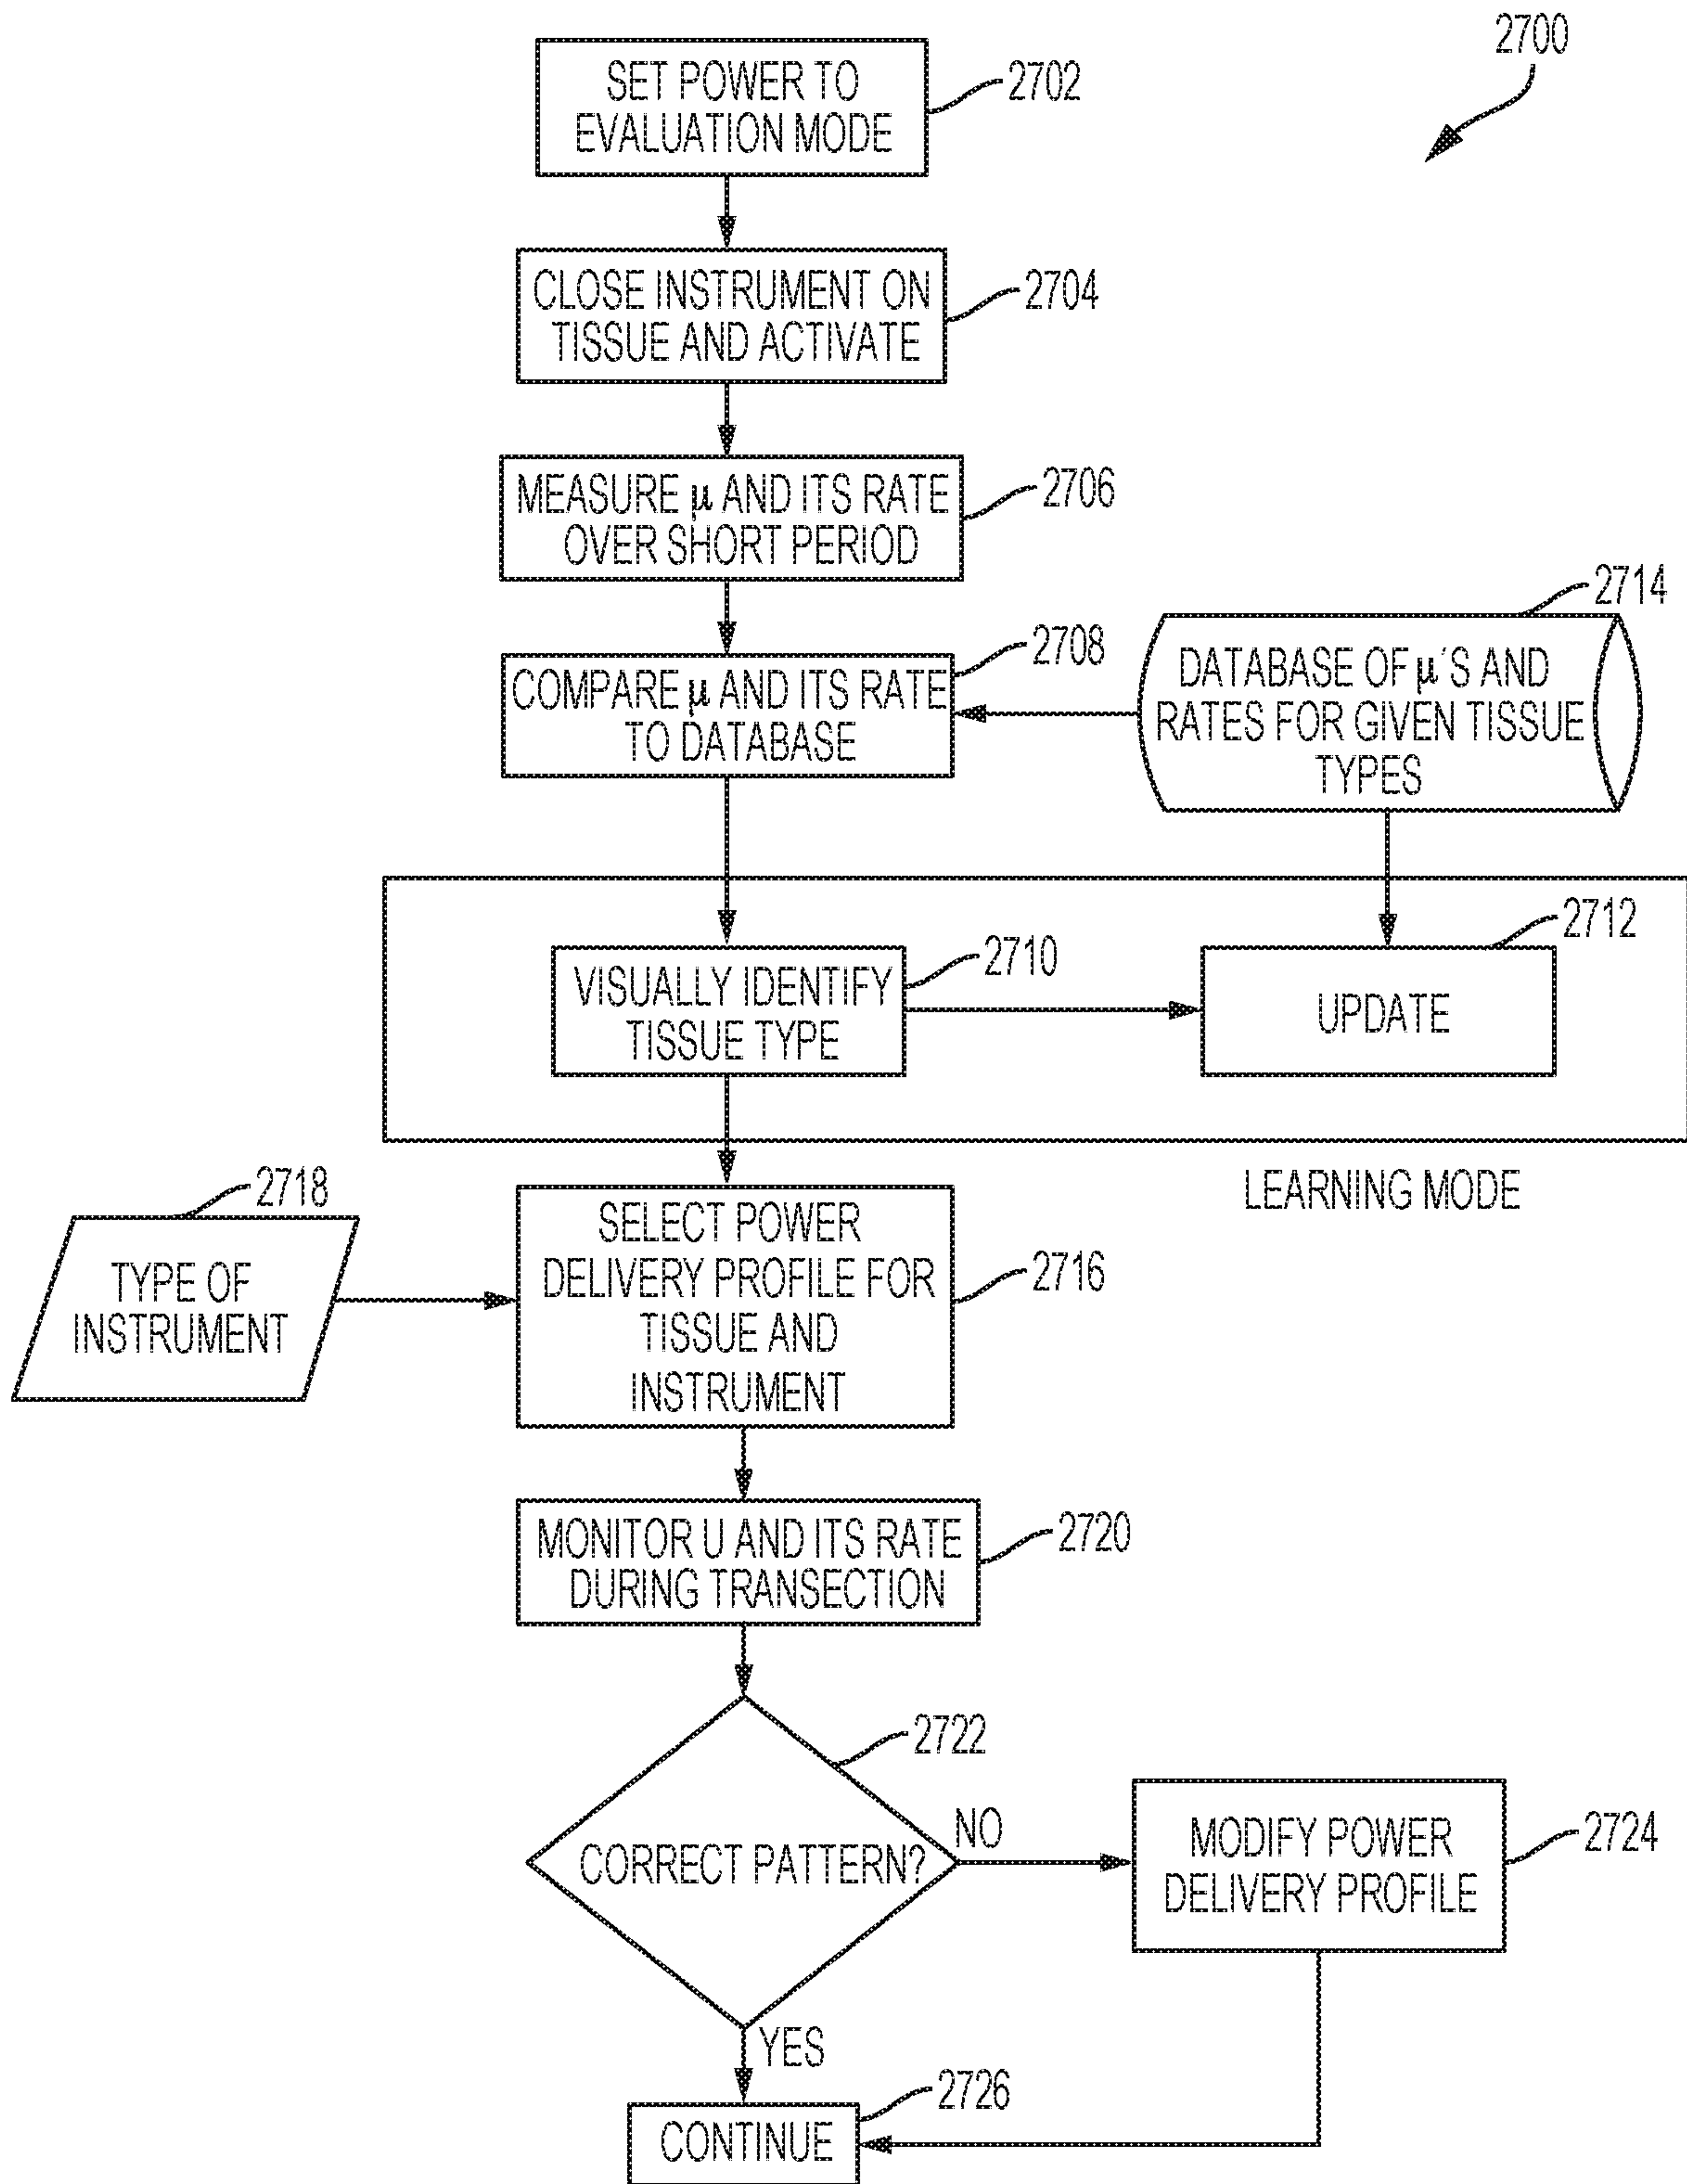 2700
SET POWER TO
EVALUATION MODE
2702
CLOSE INSTRUMENT ON
TISSUE AND ACTIVATE
2704
MEASURE μ AND ITS RATE
OVER SHORT PERIOD
2706
COMPARE μ AND ITS RATE
TO DATABASE
2708
2714
DATABASE OF μ´S AND
RATES FOR GIVEN TISSUE
TYPES
VISUALLY IDENTIFY
TISSUE TYPE
2710
2712
UPDATE
LEARNING MODE
2718
TYPE OF
INSTRUMENT
SELECT POWER
DELIVERY PROFILE FOR
TISSUE AND
INSTRUMENT
2716
MONITOR U AND ITS RATE
DURING TRANSECTION
2720
2722
CORRECT PATTERN?
NO
MODIFY POWER
DELIVERY PROFILE
2724
YES
2726
CONTINUE